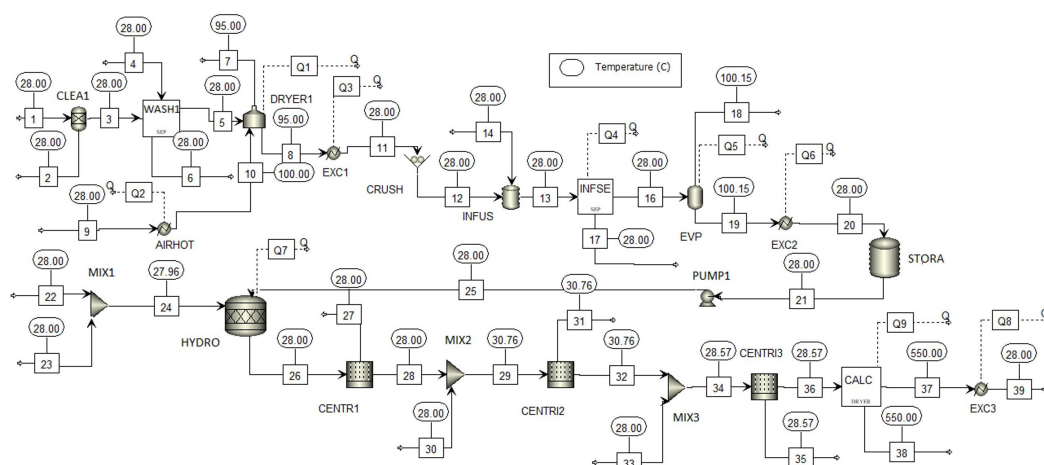 Temperature (C)
28.00
4
95.00
7
Q1
Q
Q3
Q
28.00
1
CLEA1
28.00
3
WASH1
SEP
28.00
5
DRYER1
95.00
8
EXC1
28.00
11
CRUSH
28.00
2
28.00
6
10
100.00
28.00
9
Q
Q2
AIRHOT
28.00
14
28.00
12
INFUS
28.00
13
Q4
Q
INFSE
SEP
28.00
16
17
28.00
100.15
18
Q5
Q
EVP
100.15
19
Q6
Q
EXC2
28.00
20
STORA
28.00
21
PUMP1
25
28.00
22
MIX1
27.96
24
28.00
23
Q7
Q
HYDRO
28.00
26
28.00
27
CENTR1
28.00
28
MIX2
28.00
30
30.76
29
30.76
31
CENTRI2
30.76
32
MIX3
28.00
33
28.57
34
CENTRI3
28.57
35
28.57
36
CALC
DRYER
Q9
Q
550.00
37
550.00
38
Q8
Q
EXC3
28.00
39